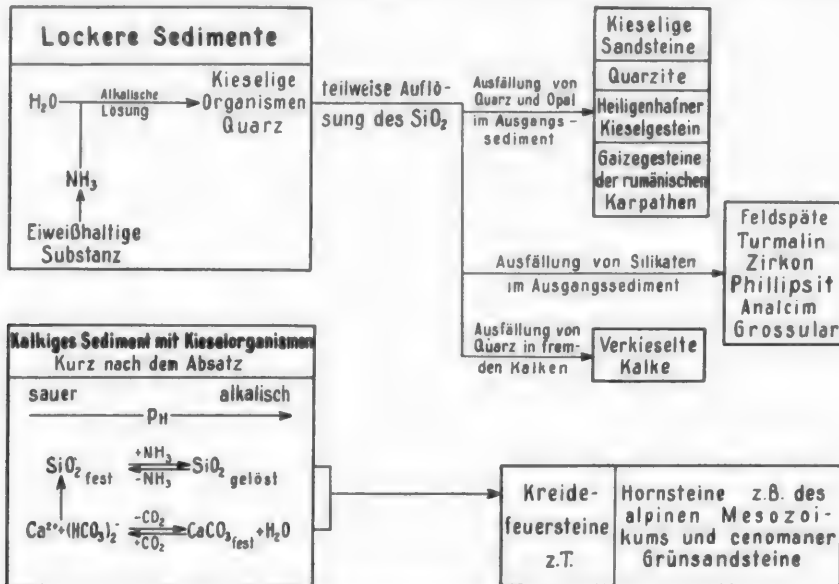 Lockere Sedimente
H₂O
Alkalische
Lösung
Kieselige
Organismen
Quarz
NH₃
Eiweißhaltige
Substanz
teilweise Auflö-
sung des SiO₂
Ausfällung von
Quarz und Opal
im Ausgangs-
sediment
Kieselige
Sandsteine
Quarzite
Heiligenhafner
Kieselgestein
Gaizegesteine
der rumänischen
Karpathen
Ausfällung von Silikaten
im Ausgangssediment
Feldspäte
Turmalin
Zirkon
Phillipsit
Analcim
Grossular
Ausfällung von
Quarz in frem-
den Kalken
Verkieselte
Kalke
Kalkiges Sediment mit Kieselorganismen
Kurz nach dem Absatz
sauer alkalisch
PH
SiO₂ fest +NH₃ -NH₃ SiO₂ gelöst
Ca²⁺+(HCO₃)₂⁻ -CO₂ +CO₂ CaCO₃ fest +H₂O
Kreide-
feuersteine
z.T.
Hornsteine z.B. des
alpinen Mesozoi-
kums und cenomaner
Grünsandsteine